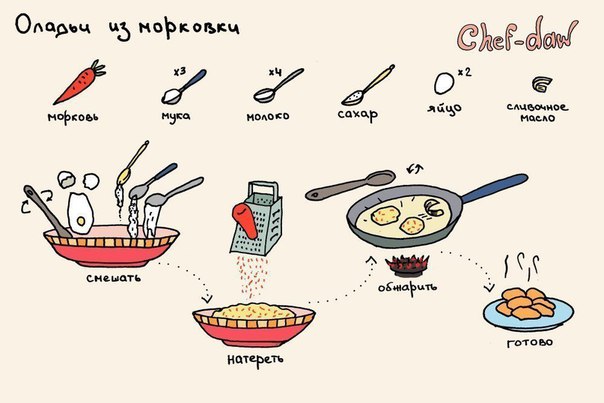 Оладьи из морковки
Chef-daw
морковь
x3
мука
x4
молоко
сахар
x2
яйцо
сливочное
масло
смешать
натереть
обжарить
готово